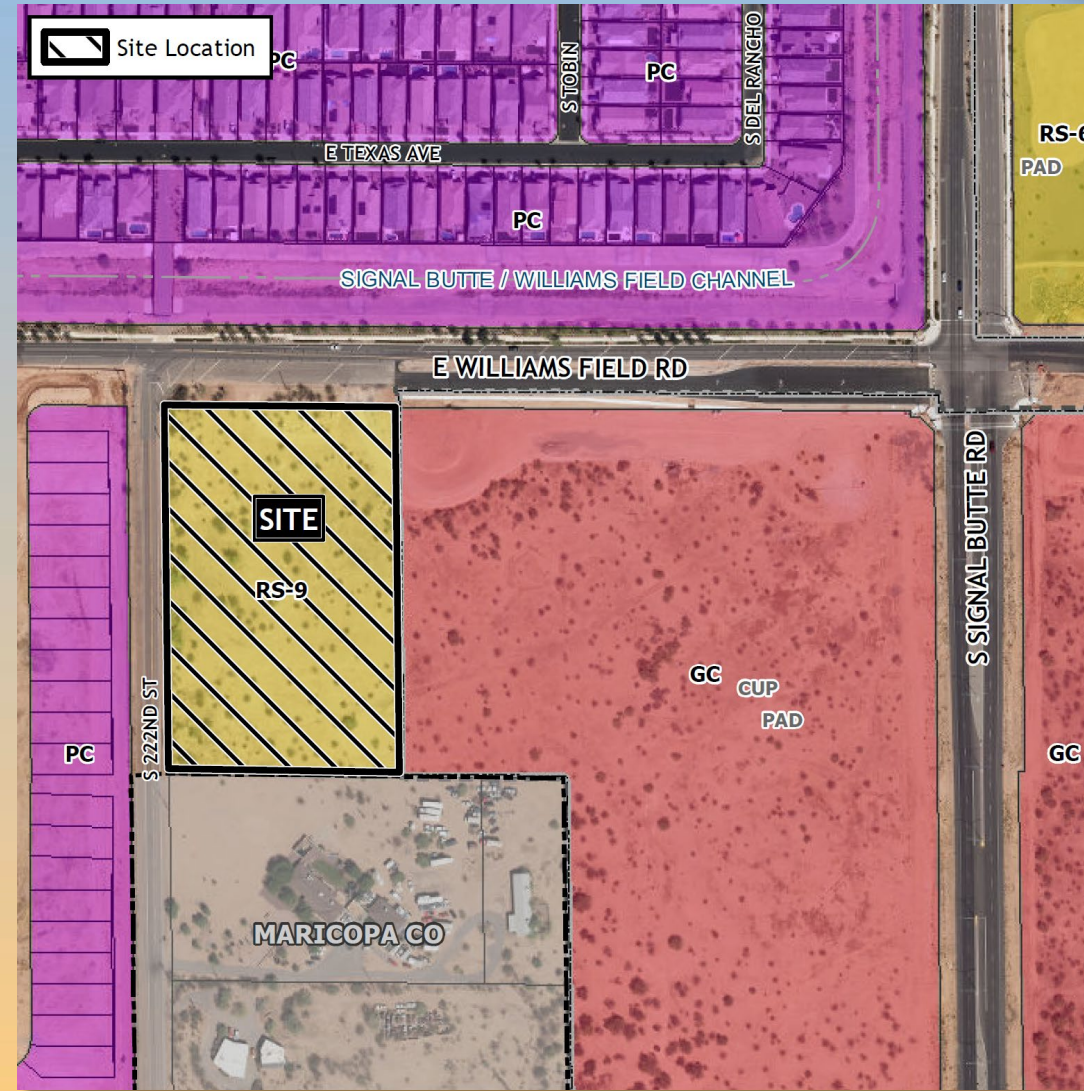 Site Location
PC
S TOBIN
PC
S DEL RANCHO
RS-6
PAD
E TEXAS AVE
PC
SIGNAL BUTTE / WILLIAMS FIELD CHANNEL
E WILLIAMS FIELD RD
SITE
RS-9
S SIGNAL BUTTE RD
GC
CUP
PAD
S 222ND ST
PC
GC
MARICOPA CO